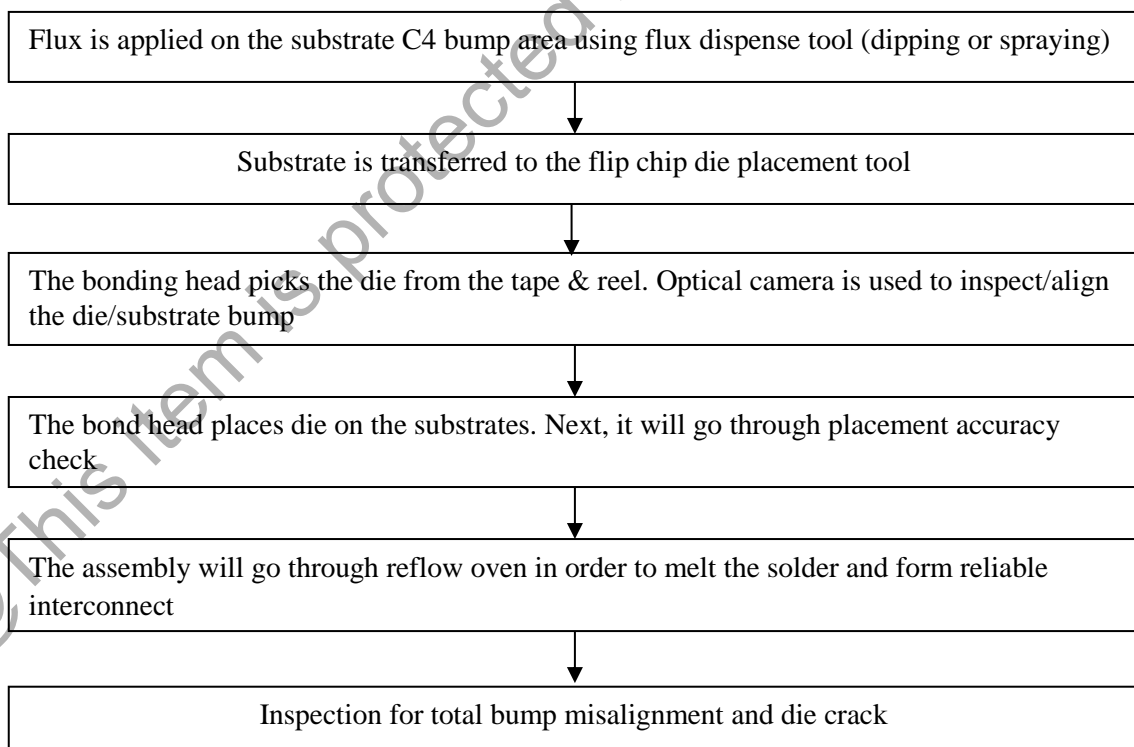 Flux is applied on the substrate C4 bump area using flux dispense tool (dipping or spraying)
Substrate is transferred to the flip chip die placement tool
The bonding head picks the die from the tape & reel. Optical camera is used to inspect/align
the die/substrate bump
The bond head places die on the substrates. Next, it will go through placement accuracy
check
The assembly will go through reflow oven in order to melt the solder and form reliable
interconnect
Inspection for total bump misalignment and die crack
This item is protected